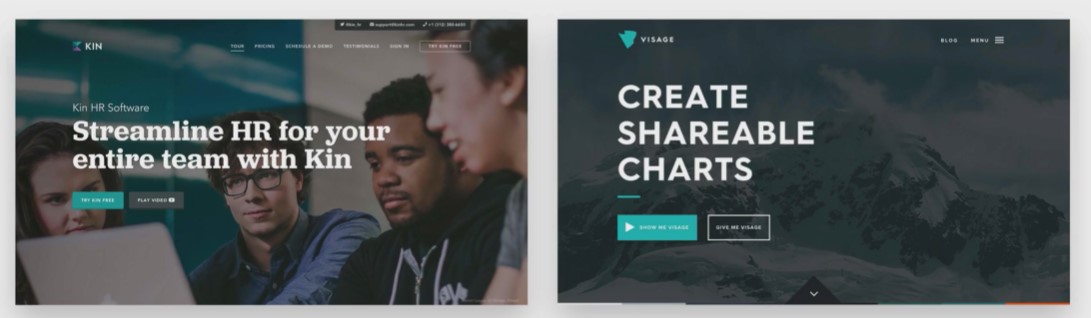 KIN
TOUR PRICING SCHEDULE A DEMO TESTIMONIALS SIGN IN TRY KIN FREE
Kin HR Software
Streamline HR for your
entire team with Kin
TRY KIN FREE PLAY VIDEO
VISAGE
BLOG MENU
CREATE
SHAREABLE
CHARTS
SHOW ME VISAGE GIVE ME VISAGE